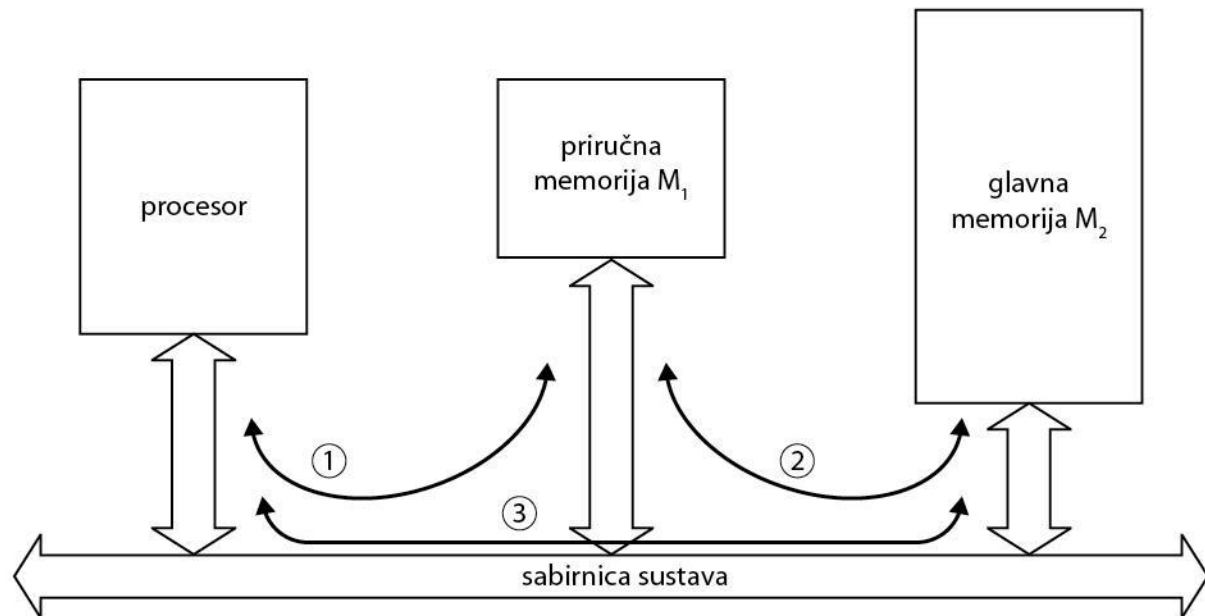 procesor
priručna
memorija M₁
glavna
memorija M₂
①
②
③
sabirnica sustava